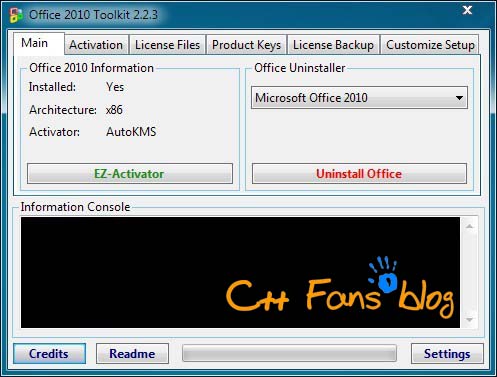 Office 2010 Toolkit 2.2.3
Main
Activation
License Files
Product Keys
License Backup
Customize Setup
Office 2010 Information
Installed: Yes
Architecture: x86
Activator: AutoKMS
EZ-Activator
Office Uninstaller
Microsoft Office 2010
Uninstall Office
Information Console
C++ Fans blog
Credits
Readme
Settings